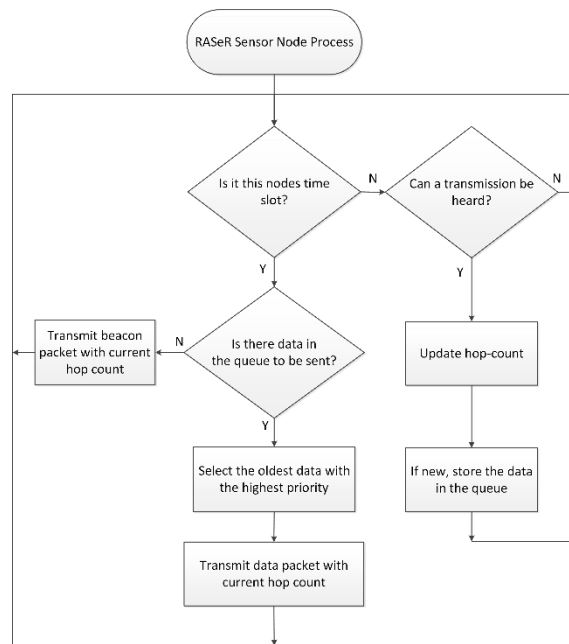 RASeR Sensor Node Process
Is it this nodes time
slot?
N
Can a transmission be
heard?
N
Y
Y
Transmit beacon
packet with current
hop count
N
Is there data in
the queue to be sent?
Update hop-count
Y
Select the oldest data with
the highest priority
If new, store the data
in the queue
Transmit data packet with
current hop count